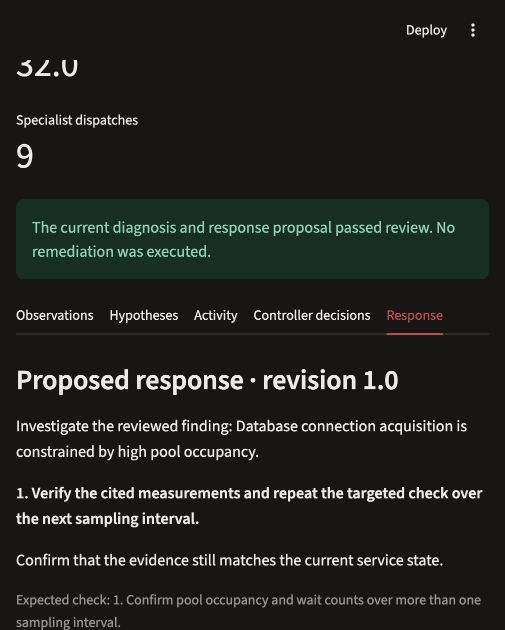 Deploy
32.0
Specialist dispatches
9
The current diagnosis and response proposal passed review. No
remediation was executed.
Observations Hypotheses Activity Controller decisions Response
Proposed response · revision 1.0
Investigate the reviewed finding: Database connection acquisition is
constrained by high pool occupancy.
1. Verify the cited measurements and repeat the targeted check over
the next sampling interval.
Confirm that the evidence still matches the current service state.
Expected check: 1. Confirm pool occupancy and wait counts over more than one
sampling interval.